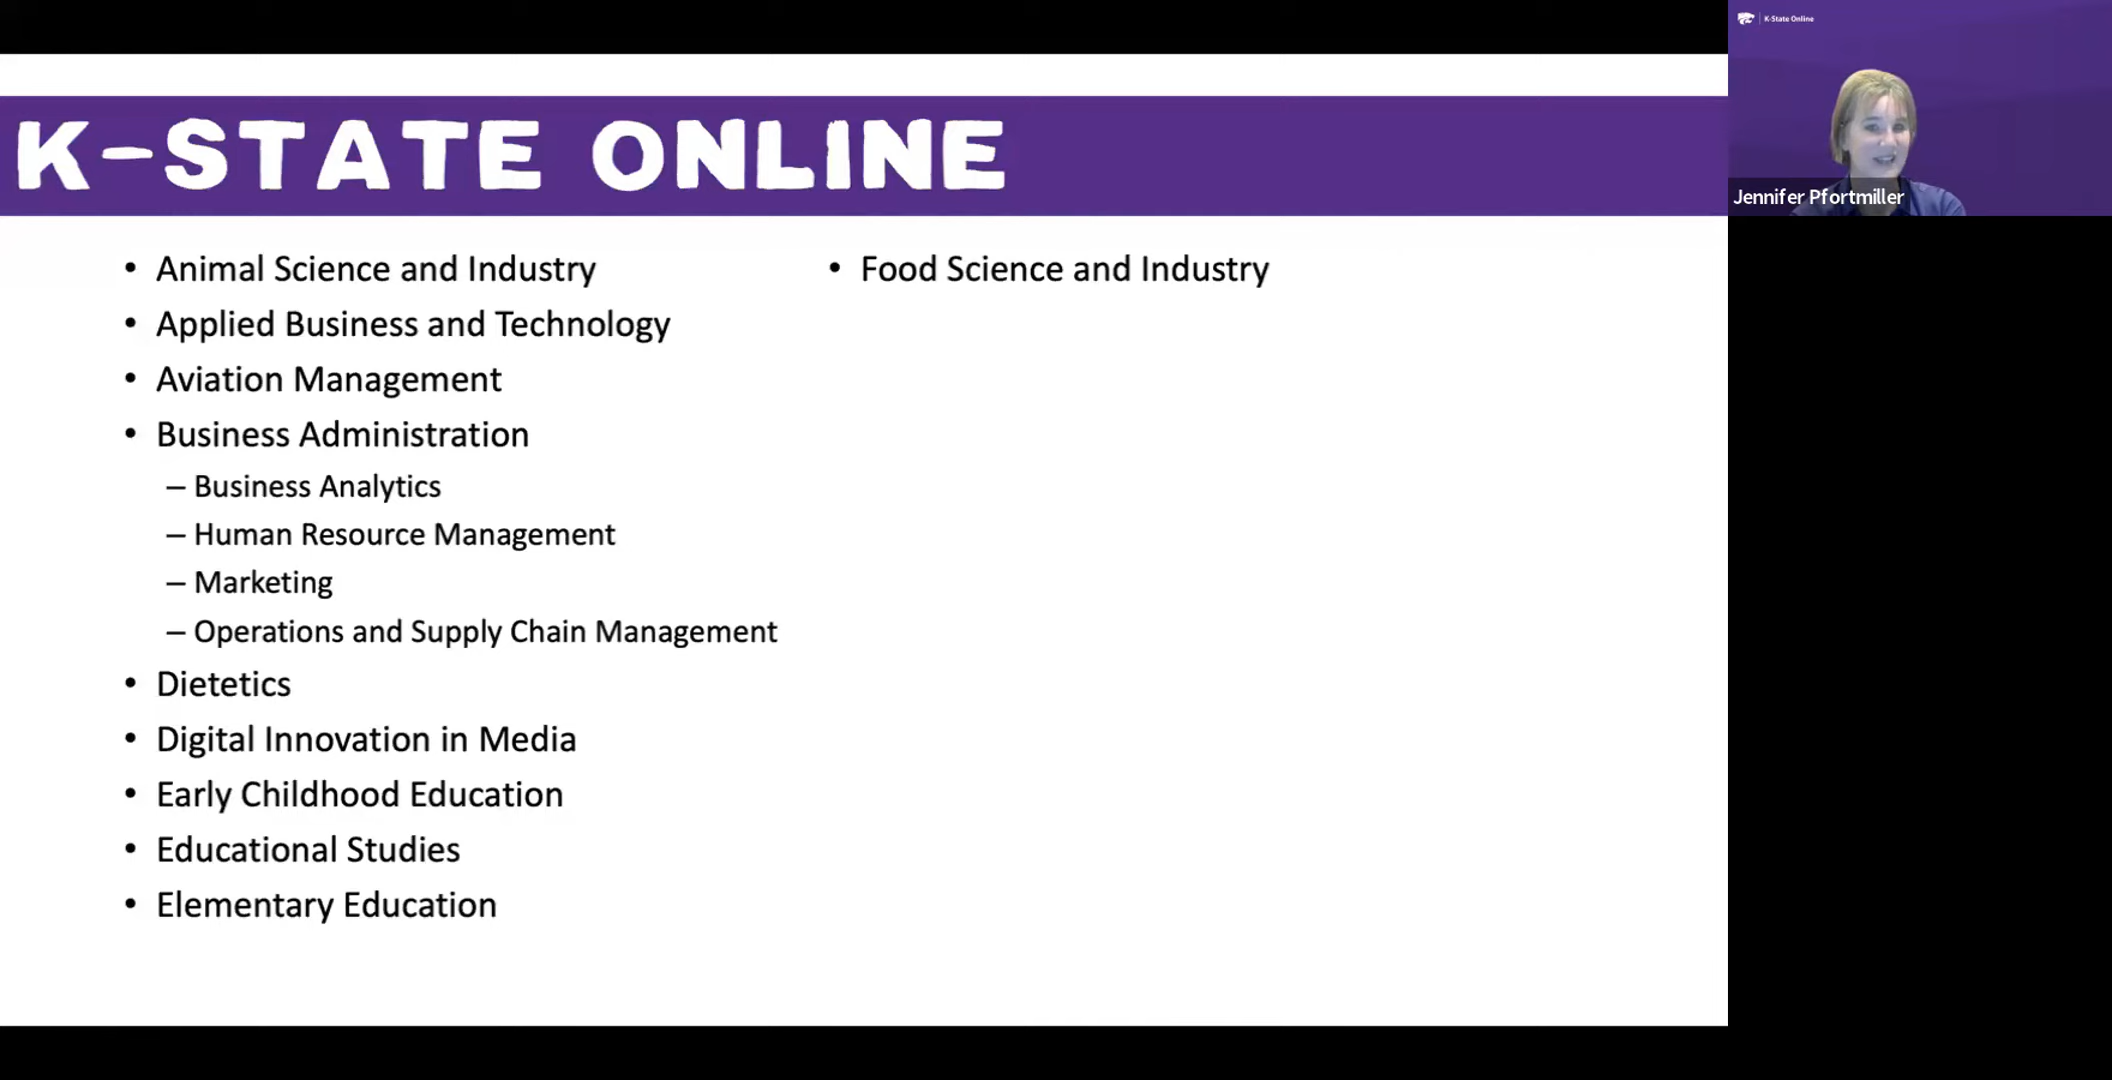 K-STATE ONLINE
• Animal Science and Industry
• Applied Business and Technology
• Aviation Management
• Business Administration
– Business Analytics
– Human Resource Management
– Marketing
– Operations and Supply Chain Management
• Dietetics
• Digital Innovation in Media
• Early Childhood Education
• Educational Studies
• Elementary Education
• Food Science and Industry
K-State Online
Jennifer Pfortmiller